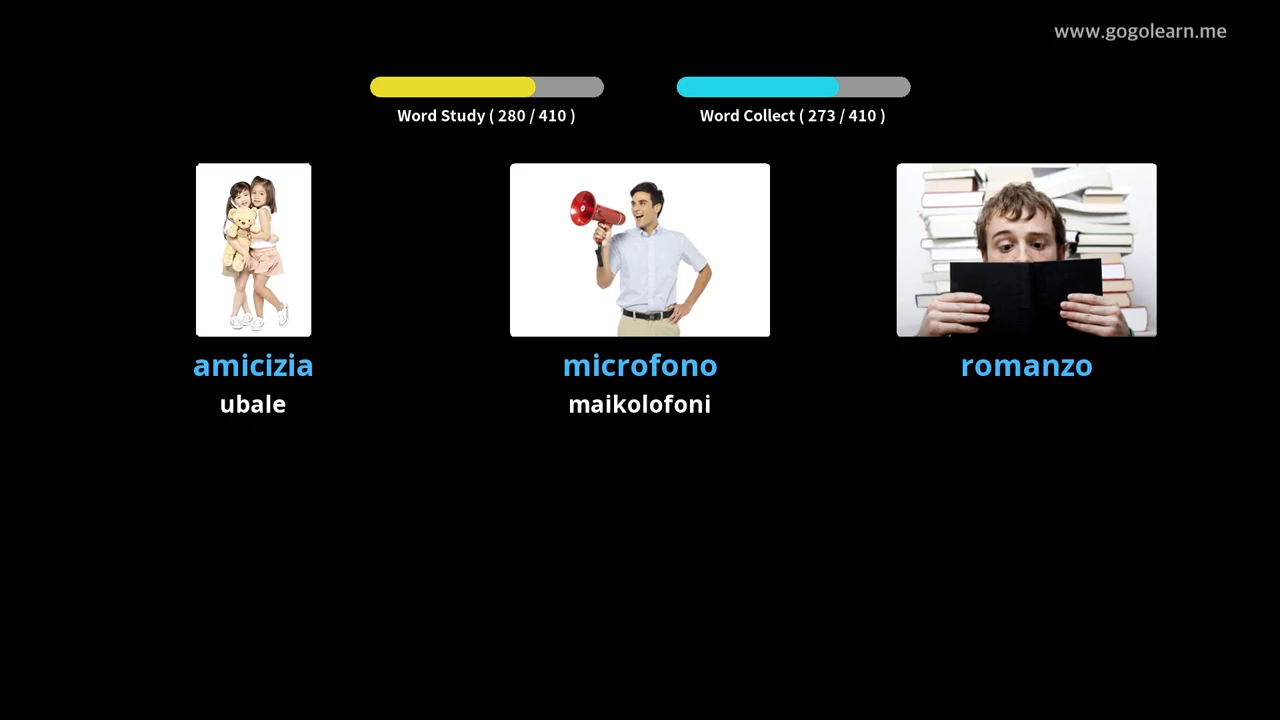 www.gogolearn.me
Word Study ( 280 / 410 )
Word Collect ( 273 / 410 )
amicizia
ubale
microfono
maikolofoni
romanzo